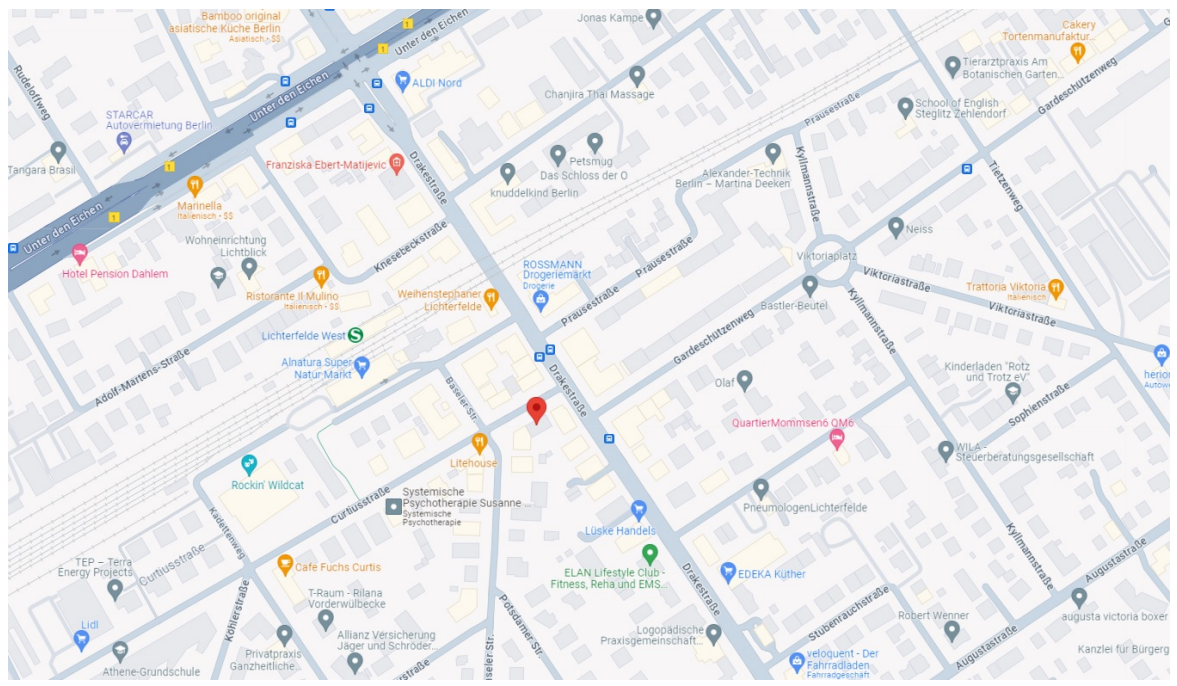 Bamboo original
asiatische Küche Berlin
Asiatisch • $$
1
1
Unter den Eichen
Jonas Kampe
Cakery
Tortenmanufaktur...
Rudeloffweg
ALDI Nord
Tierarztpraxis Am
Botanischen Garten...
Chanjira Thai Massage
Gardeschützenweg
Unter den Eichen
STARCAR
Autovermietung Berlin
Prausestraße
School of English
Steglitz Zehlendorf
Tangara Brasil
1
Franziska Ebert-Matijevic
Drakestraße
Petsmug
Das Schloss der O
knuddelkind Berlin
Alexander-Technik
Berlin – Martina Deeken
Kyllmannstraße
Tietzenweg
Marinella
Italienisch • $$
1
Unter den Eichen
Neiss
Wohneinrichtung
Lichtblick
Knesebeckstraße
Prausestraße
Viktoriaplatz
Hotel Pension Dahlem
ROSSMANN
Drogeriemarkt
Drogerie
Viktoriastraße
Ristorante Il Mulino
Italienisch • $$
Weihenstephaner
Lichterfelde
Prausestraße
Bastler-Beutel
Trattoria Viktoria
Italienisch
Viktoriastraße
Lichterfelde West
S
Gardeschützenweg
Kyllmannstraße
Adolf-Martens-Straße
Alnatura Super
Natur Markt
Baseler Str.
Drakestraße
Olaf
Kinderladen "Rotz
und Trotz eV"
QuartierMommsen6 QM6
Sophienstraße
Litehouse
WILA -
Steuerberatungsgesellschaft
Rockin' Wildcat
Curtiusstraße
Systemische
Psychotherapie Susanne ...
Systemische
Psychotherapie
PneumologenLichterfelde
Kadettenweg
Lüske Handels
Kyllmannstraße
TEP – Terra
Energy Projects
Curtiusstraße
Cafe Fuchs Curtis
ELAN Lifestyle Club -
Fitness, Reha und EMS...
EDEKA Küther
Augustastraße
T-Raum - Rilana
Vorderwülbecke
Drakestraße
Potsdamer-Str.
Stubenrauchstraße
Robert Wenner
augusta victoria boxer
Lidl
Köhlerstraße
Allianz Versicherung
Jäger und Schröder...
Logopädische
Praxisgemeinschaft...
Augustastraße
Kanzlei für Bürgerg
Athene-Grundschule
Privatpraxis
Ganzheitliche...
veloquent - Der
Fahrradladen
Fahrradgeschäft